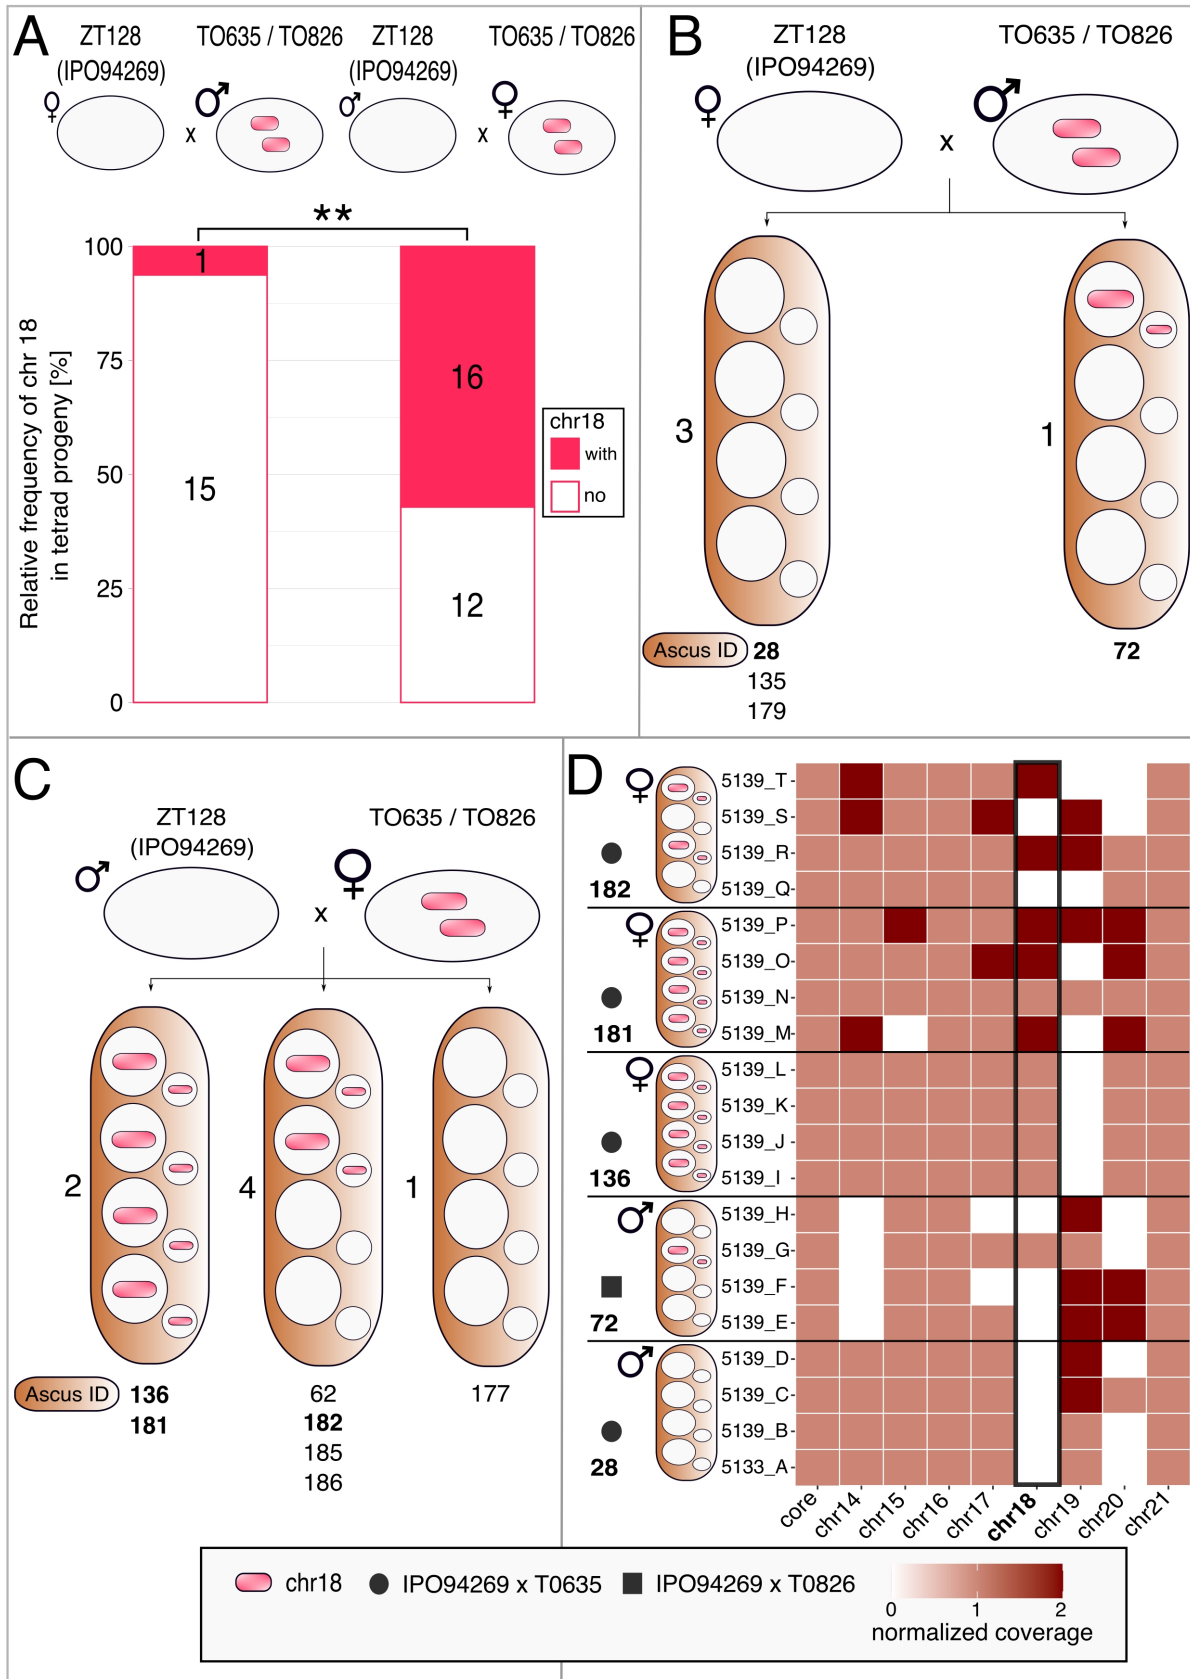 A
ZT128
(IPO94269)
TO635 / TO826
ZT128
(IPO94269)
TO635 / TO826
♀
x
♂
♂
x
♀
**
Relative frequency of chr 18
in tetrad progeny [%]
100
75
50
25
0
1
15
16
12
chr18
with
no
B
ZT128
(IPO94269)
TO635 / TO826
♀
x
♂
3
1
Ascus ID
28
135
179
72
C
ZT128
(IPO94269)
TO635 / TO826
♂
x
♀
2
4
1
Ascus ID
136
181
62
182
185
186
177
D
♀
182
5139_T
5139_S
5139_R
5139_Q
♀
181
5139_P
5139_O
5139_N
5139_M
♀
136
5139_L
5139_K
5139_J
5139_I
♂
72
5139_H
5139_G
5139_F
5139_E
♂
28
5139_D
5139_C
5139_B
5133_A
core
chr14
chr15
chr16
chr17
chr18
chr19
chr20
chr21
chr18
IPO94269 x T0635
IPO94269 x T0826
0
1
2
normalized coverage